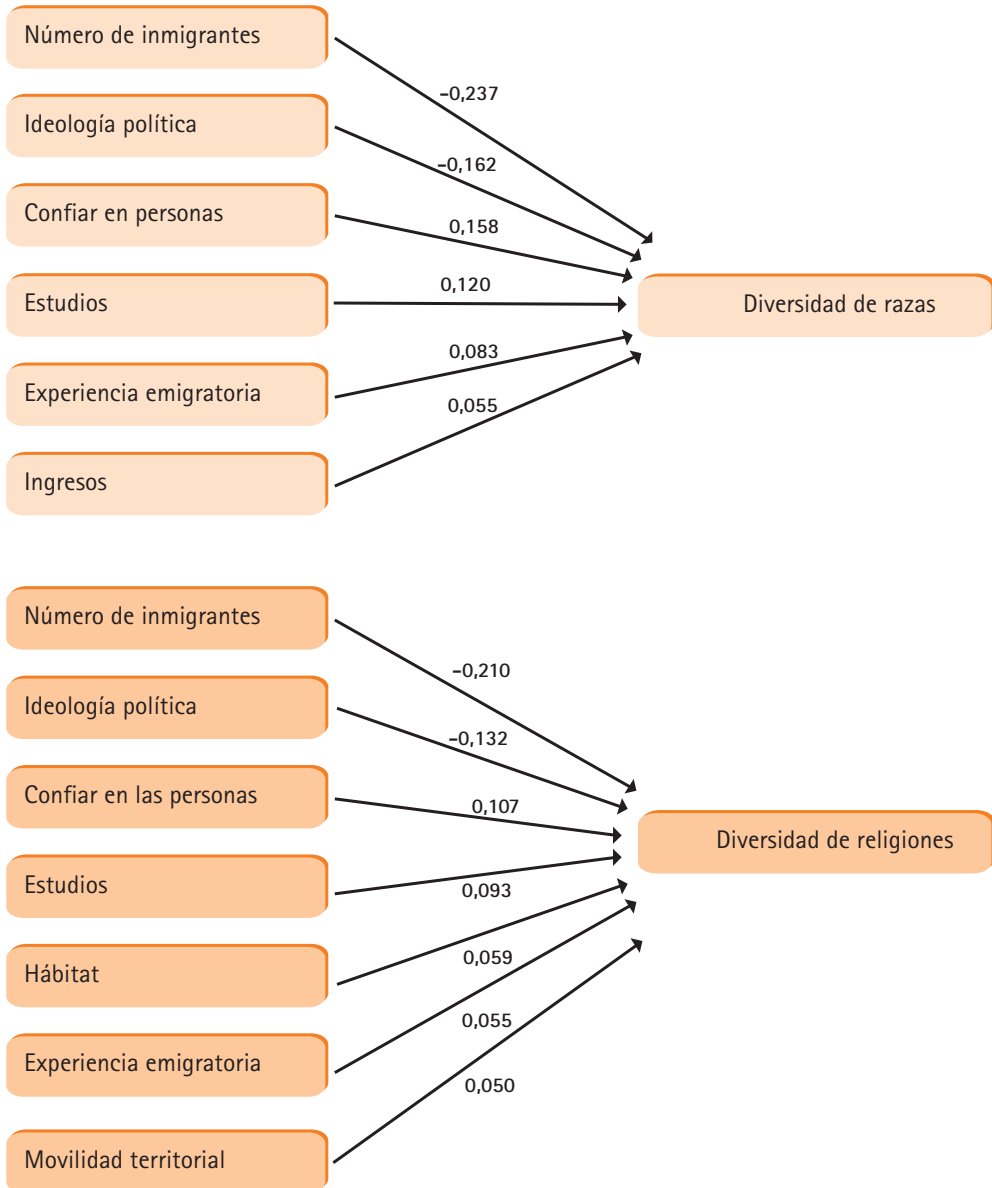 Número de inmigrantes
-0,237
Ideología política
-0,162
Confiar en personas
0,158
Estudios
0,120
Diversidad de razas
Experiencia emigratoria
0,083
0,055
Ingresos
Número de inmigrantes
-0,210
Ideología política
-0,132
Confiar en las personas
0,107
Diversidad de religiones
Estudios
0,093
Hábitat
0,059
0,055
Experiencia emigratoria
0,050
Movilidad territorial